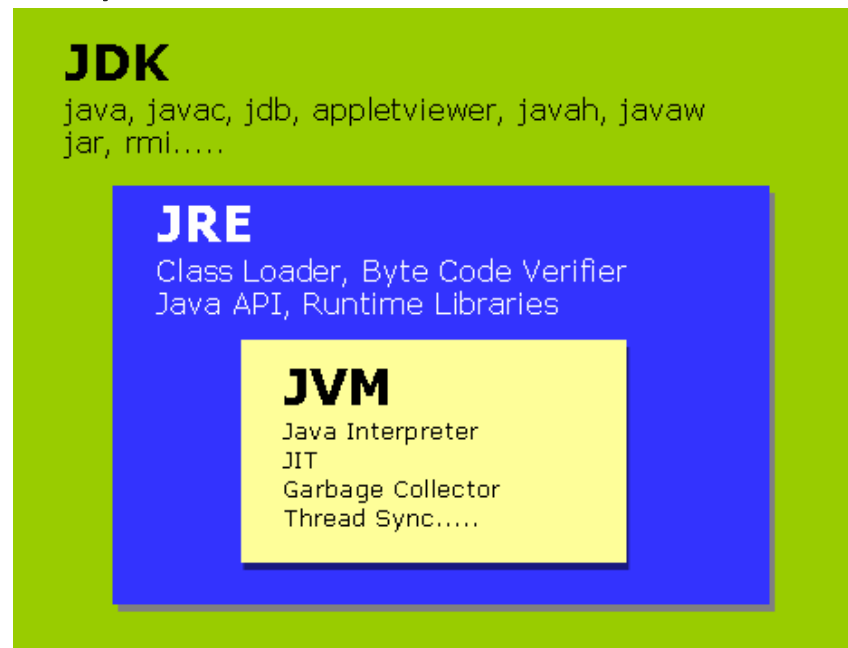 JDK
java, javac, jdb, appletviewer, javah, javaw
jar, rmi.....
JRE
Class Loader, Byte Code Verifier
Java API, Runtime Libraries
JVM
Java Interpreter
JIT
Garbage Collector
Thread Sync.....